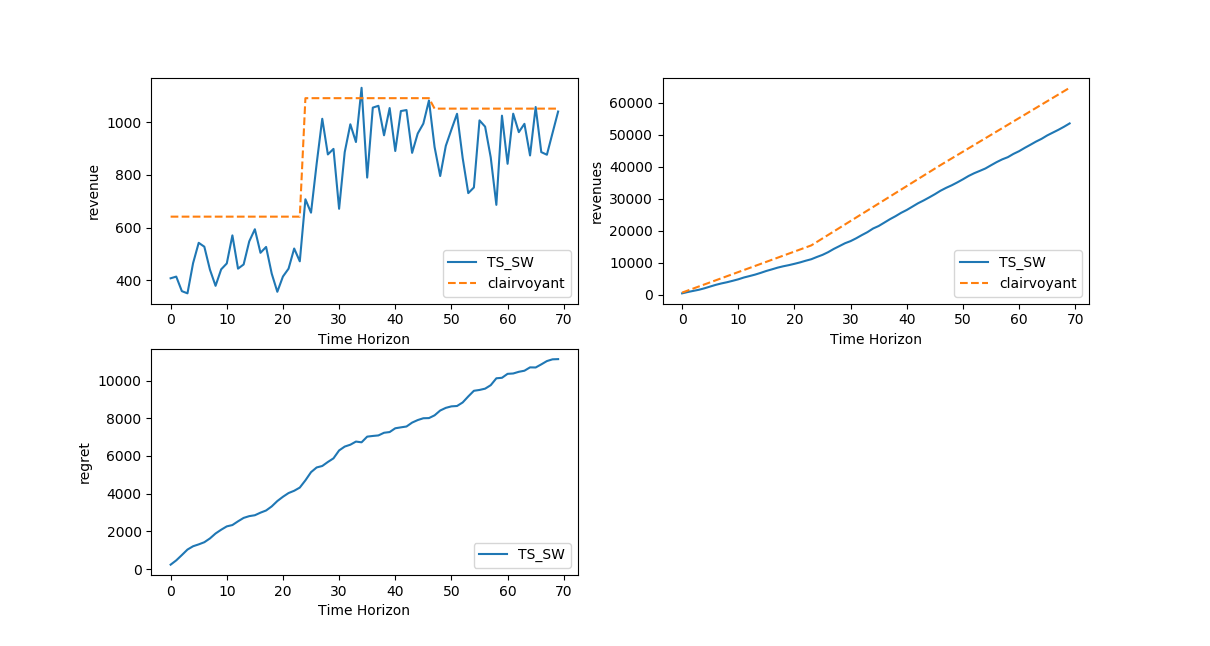 revenue
1000
800
600
400
0 10 20 30 40 50 60 70
Time Horizon
TS_SW
clairvoyant
revenues
60000
50000
40000
30000
20000
10000
0
0 10 20 30 40 50 60 70
Time Horizon
TS_SW
clairvoyant
regret
10000
8000
6000
4000
2000
0
0 10 20 30 40 50 60 70
Time Horizon
TS_SW